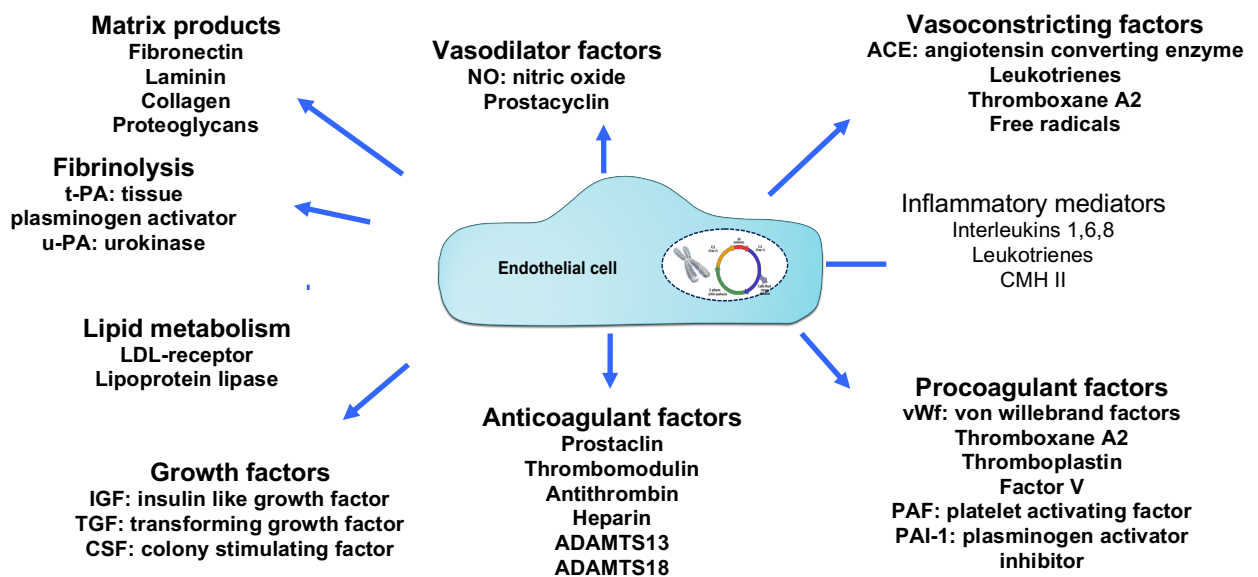 Matrix products
Fibronectin
Laminin
Collagen
Proteoglycans
Vasodilator factors
NO: nitric oxide
Prostacyclin
Vasoconstricting factors
ACE: angiotensin converting enzyme
Leukotrienes
Thromboxane A2
Free radicals
Fibrinolysis
t-PA: tissue
plasminogen activator
u-PA: urokinase
Inflammatory mediators
Interleukins 1,6,8
Leukotrienes
CMH II
Endothelial cell
Lipid metabolism
LDL-receptor
Lipoprotein lipase
Growth factors
IGF: insulin like growth factor
TGF: transforming growth factor
CSF: colony stimulating factor
Anticoagulant factors
Prostaclin
Thrombomodulin
Antithrombin
Heparin
ADAMTS13
ADAMTS18
Procoagulant factors
vWf: von willebrand factors
Thromboxane A2
Thromboplastin
Factor V
PAF: platelet activating factor
PAI-1: plasminogen activator
inhibitor